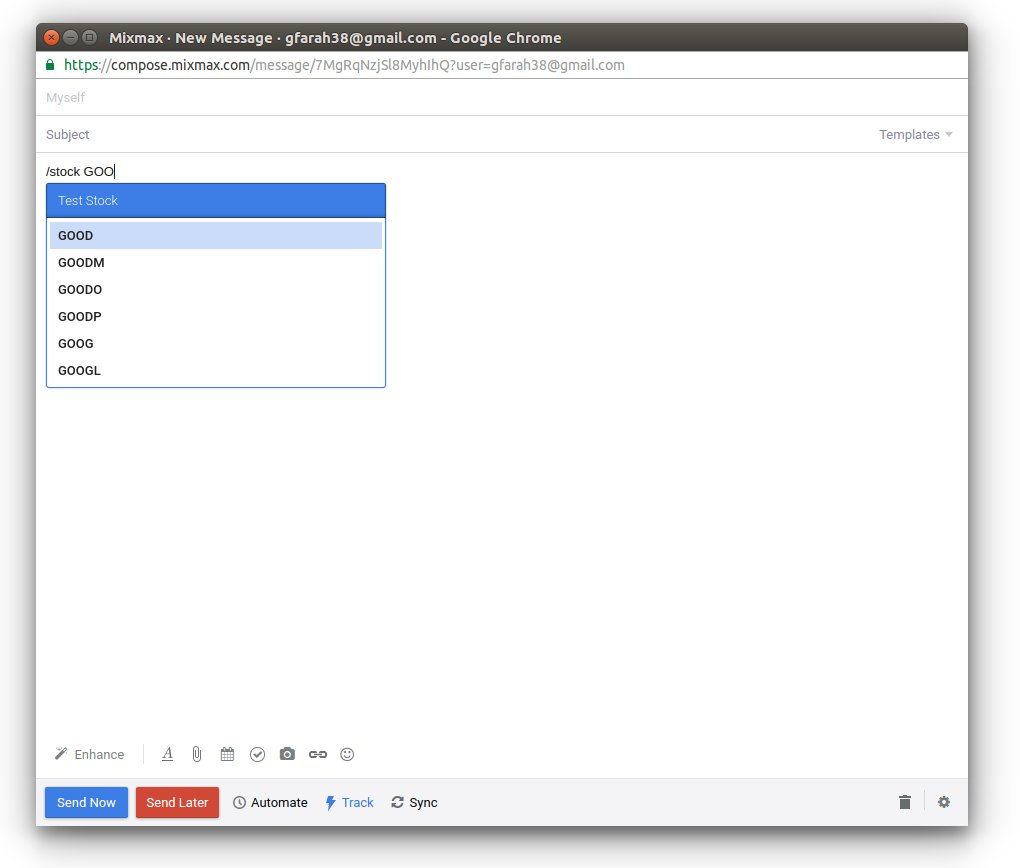 Mixmax · New Message · gfarah38@gmail.com - Google Chrome
https://compose.mixmax.com/message/7MgRqNzjSl8MyhIhQ?user=gfarah38@gmail.com
Myself
Subject Templates
/stock GOO
Test Stock
GOOD
GOODM
GOODO
GOODP
GOOG
GOOGL
Enhance A
Send Now Send Later Automate Track Sync